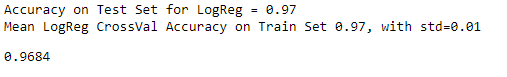 Accuracy on Test Set for LogReg = 0.97
Mean LogReg CrossVal Accuracy on Train Set 0.97, with std=0.01
0.9684